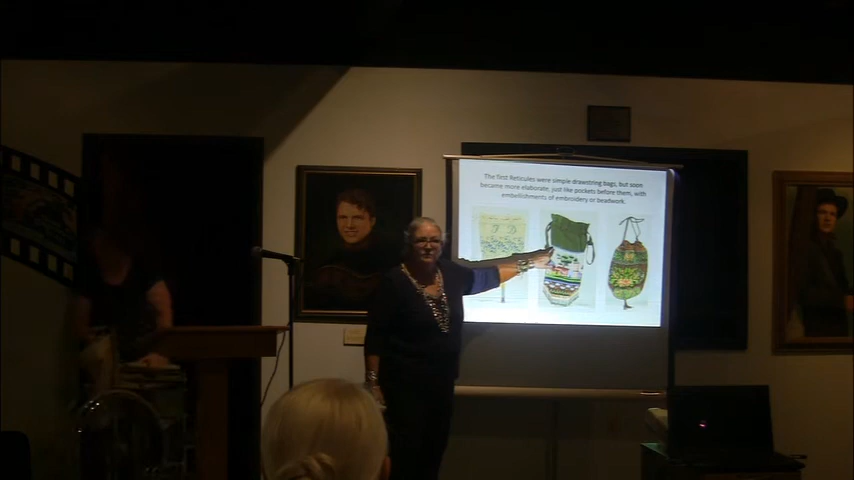 The first Reticules were simple drawstring bags, but soon
became more elaborate, just like pockets before them, with
embellishments of embroidery or beadwork.